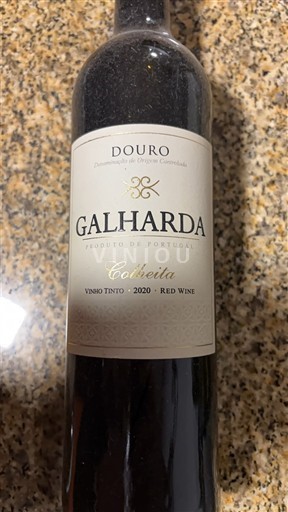 DOURO
Denominação de Origem Controlada
GALHARDA
PRODUTO DE PORTUGAL
VINIOU
Colheita
VINHO TINTO • 2020 • RED WINE